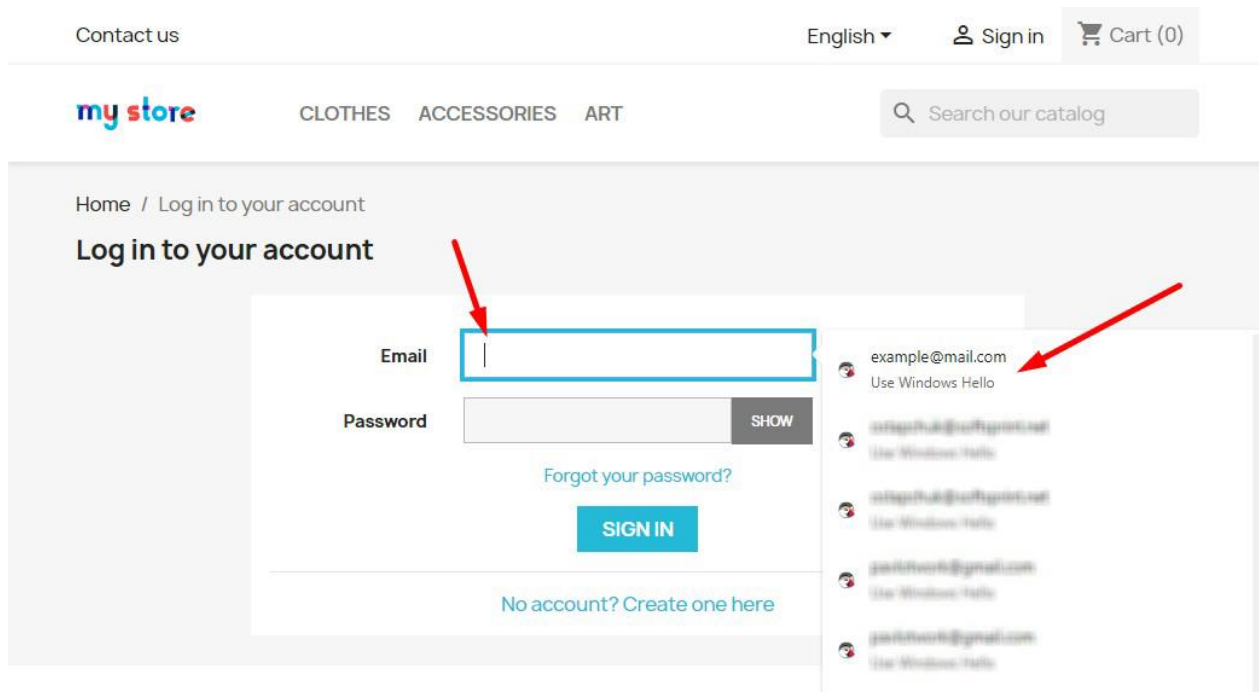 Contact us
English
Sign in
Cart (0)
my store
CLOTHES ACCESSORIES ART
Search our catalog
Home / Log in to your account
Log in to your account
Email
example@mail.com
Use Windows Hello
Password
SHOW
Forgot your password?
SIGN IN
No account? Create one here